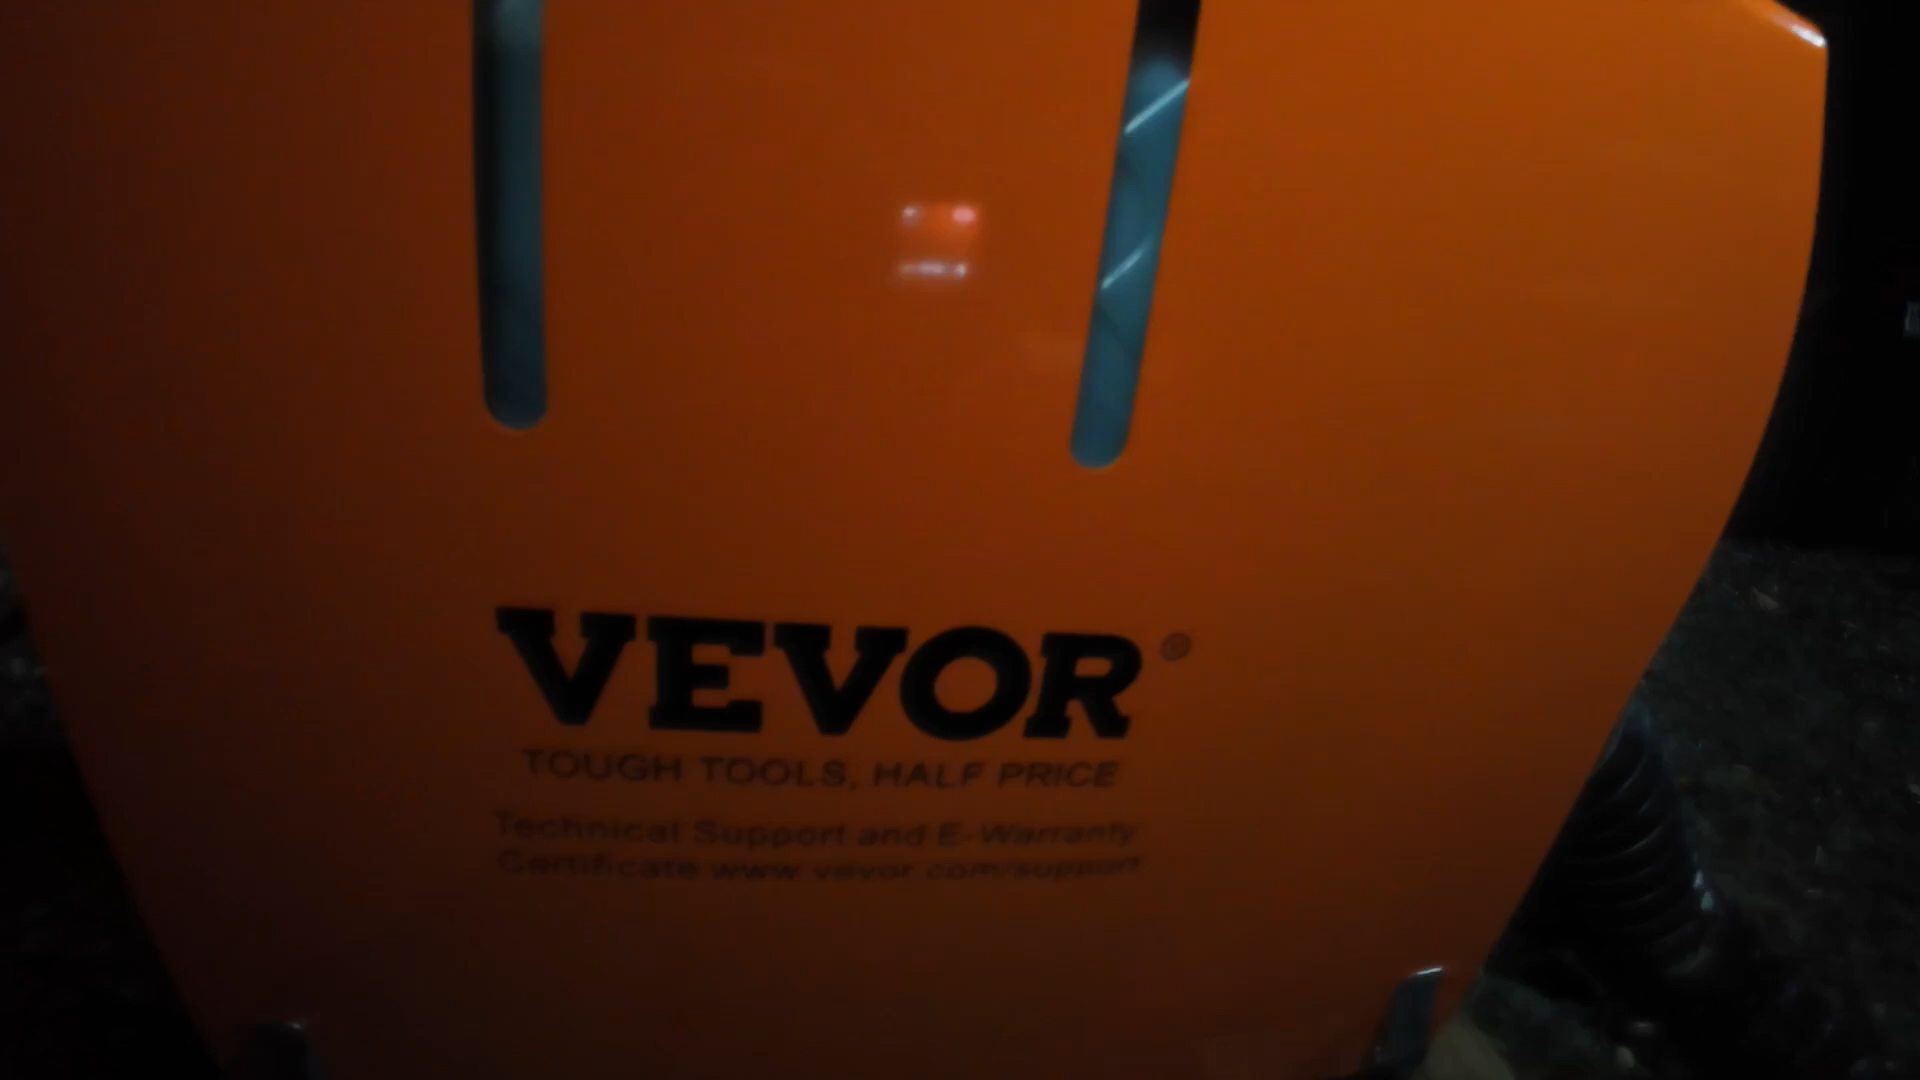 VEVOR®
TOUGH TOOLS, HALF PRICE
Technical Support and E-Warranty
Certificate www.vevor.com/support